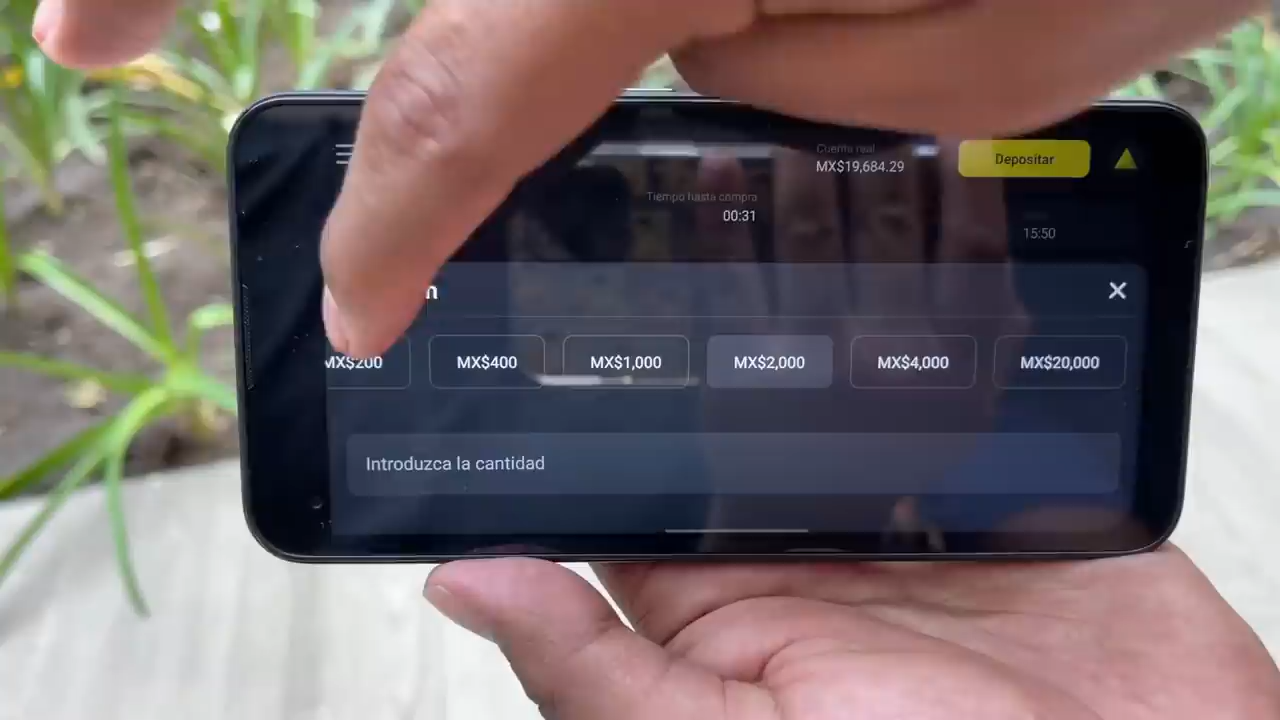 Cuenta real
MX$19,684.29
Depositar
Tiempo hasta compra
00:31
15:50
MX$200
MX$400
MX$1,000
MX$2,000
MX$4,000
MX$20,000
Introduzca la cantidad